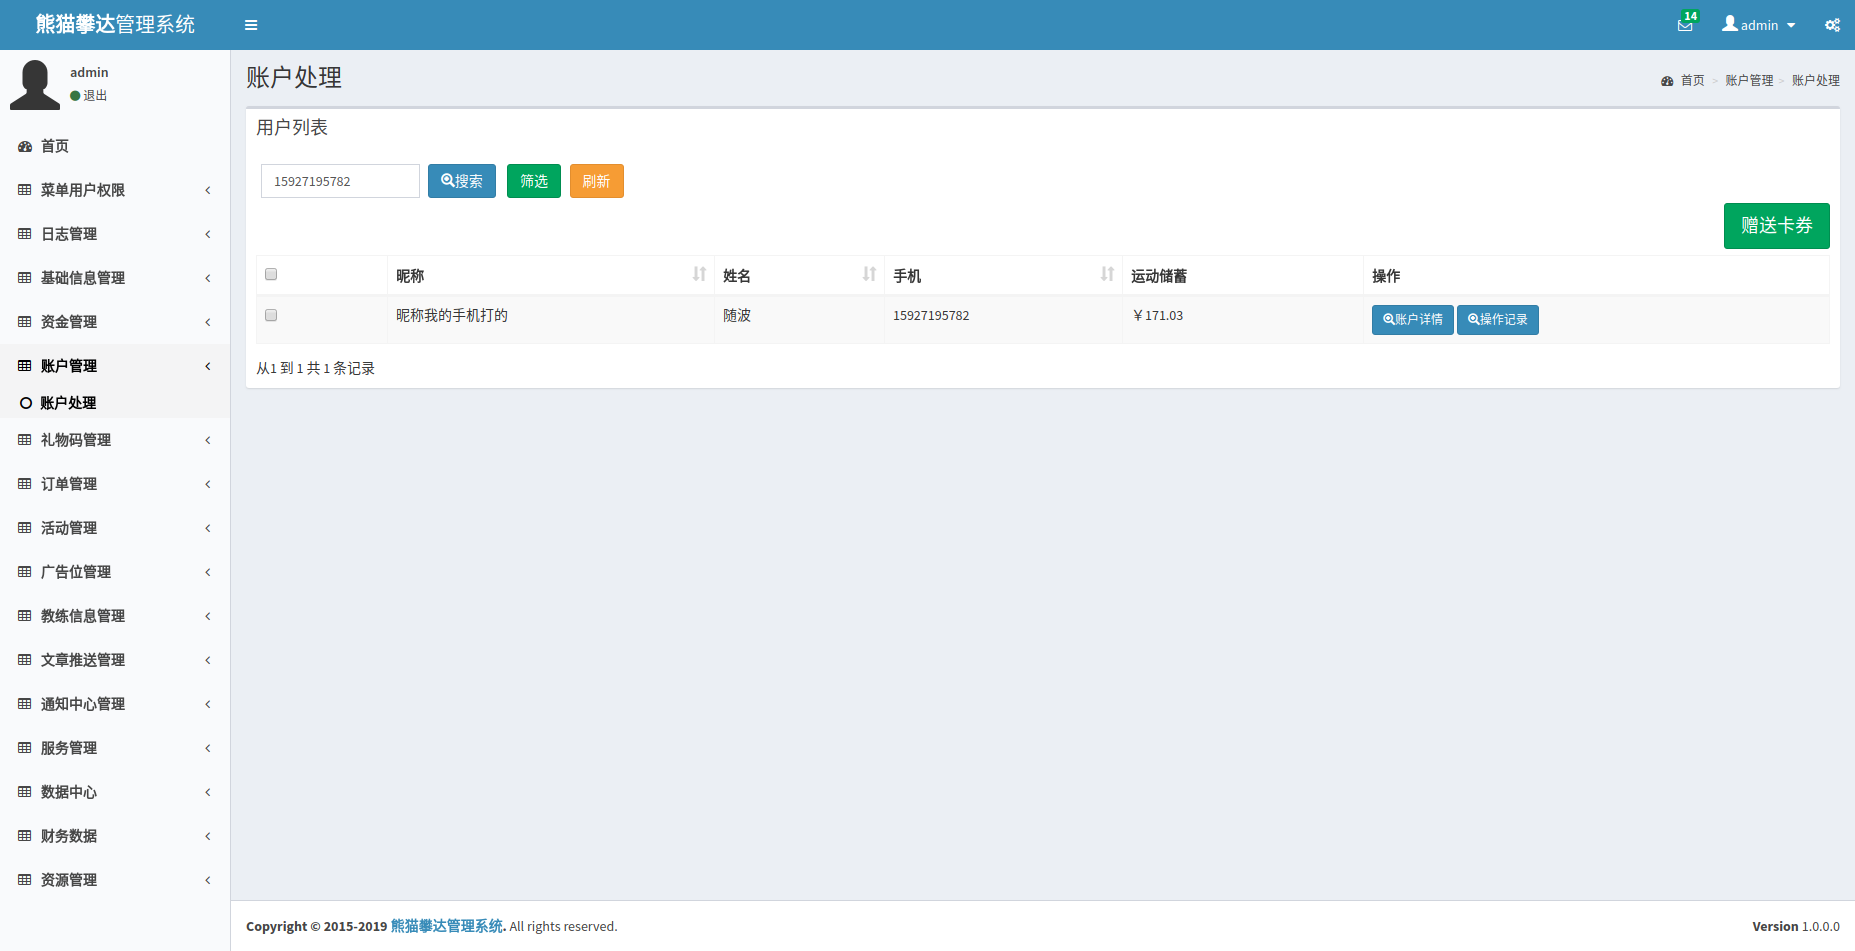 熊猫攀达管理系统
14
admin
admin
退出
首页
菜单用户权限
日志管理
基础信息管理
资金管理
账户管理
账户处理
礼物码管理
订单管理
活动管理
广告位管理
教练信息管理
文章推送管理
通知中心管理
服务管理
数据中心
财务数据
资源管理
账户处理
首页 > 账户管理 > 账户处理
用户列表
15927195782 搜索 筛选 刷新
赠送卡券
昵称 姓名 手机 运动储蓄 操作
昵称我的手机打的 随波 15927195782 ￥171.03 账户详情 操作记录
从1 到 1 共 1 条记录
Copyright © 2015-2019 熊猫攀达管理系统. All rights reserved.
Version 1.0.0.0